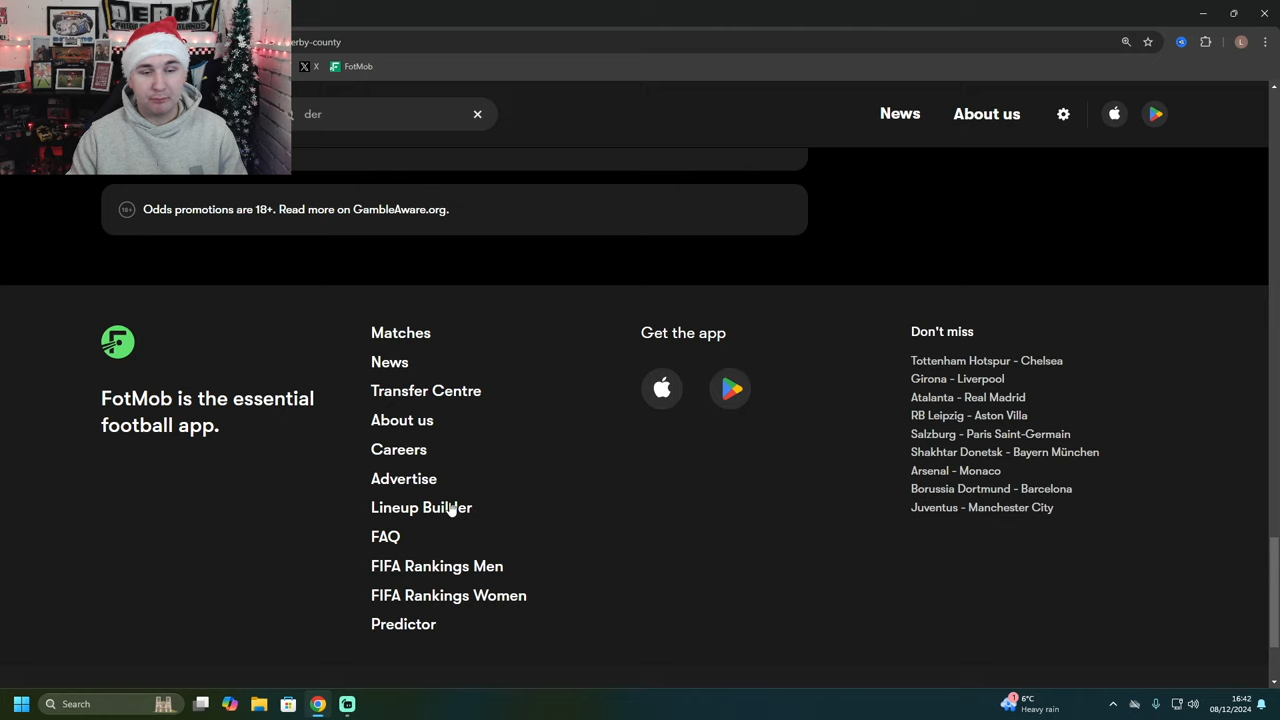 DERBY
erby-county
X
FotMob
der
News
About us
18+
Odds promotions are 18+. Read more on GambleAware.org.
FotMob is the essential
football app.
Matches
News
Transfer Centre
About us
Careers
Advertise
Lineup Builder
FAQ
FIFA Rankings Men
FIFA Rankings Women
Predictor
Get the app
Don't miss
Tottenham Hotspur - Chelsea
Girona - Liverpool
Atalanta - Real Madrid
RB Leipzig - Aston Villa
Salzburg - Paris Saint-Germain
Shakhtar Donetsk - Bayern München
Arsenal - Monaco
Borussia Dortmund - Barcelona
Juventus - Manchester City
Search
1
6°C
Heavy rain
16:42
08/12/2024
L